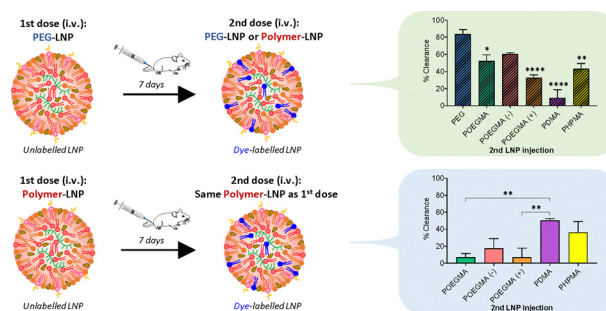 1st dose (i.v.):
PEG-LNP
7 days
2nd dose (i.v.):
PEG-LNP or Polymer-LNP
Unlabelled LNP
Dye-labelled LNP
% Clearance
100
80
60
40
20
0
*
****
****
**
PEG
POEGMA
POEGMA (-)
POEGMA (+)
PDMA
PHPMA
2nd LNP injection
1st dose (i.v.):
Polymer-LNP
7 days
2nd dose (i.v.):
Same Polymer-LNP as 1st dose
Unlabelled LNP
Dye-labelled LNP
% Clearance
100
80
60
40
20
0
**
**
POEGMA
POEGMA (-)
POEGMA (+)
PDMA
PHPMA
2nd LNP injection